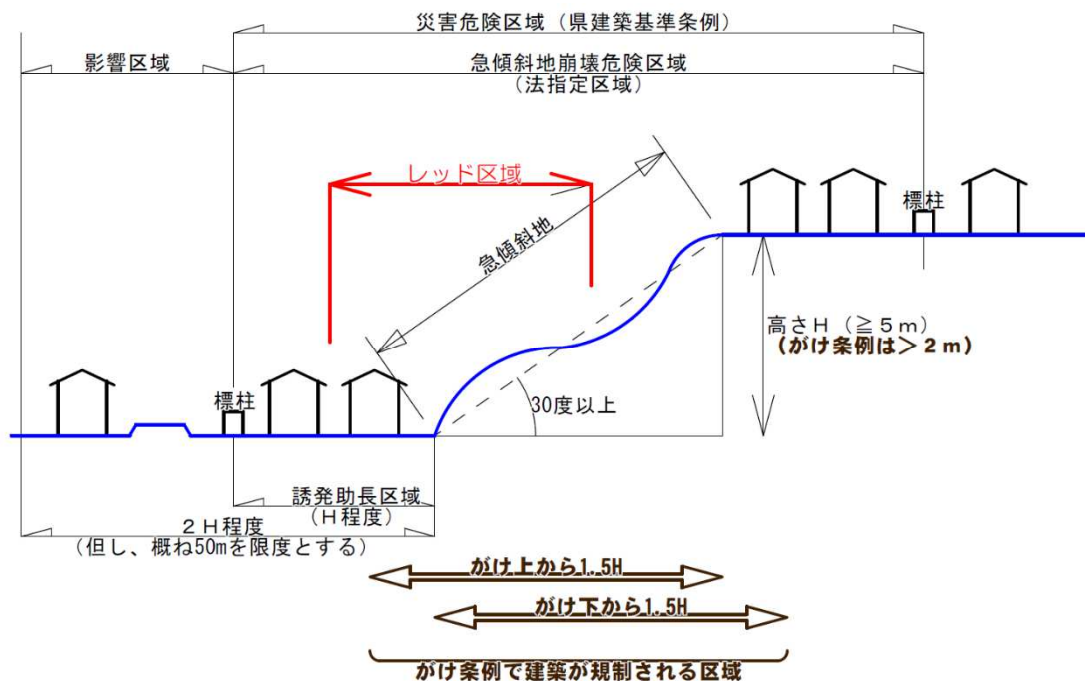 災害危険区域（県建築基準条例）
影響区域
急傾斜地崩壊危険区域
（法指定区域）
レッド区域
急傾斜地
標柱
高さＨ（≧５ｍ）
（がけ条例は＞２ｍ）
標柱
30度以上
誘発助長区域
（Ｈ程度）
２Ｈ程度
（但し、概ね50mを限度とする）
がけ上から1.5H
がけ下から1.5H
がけ条例で建築が規制される区域